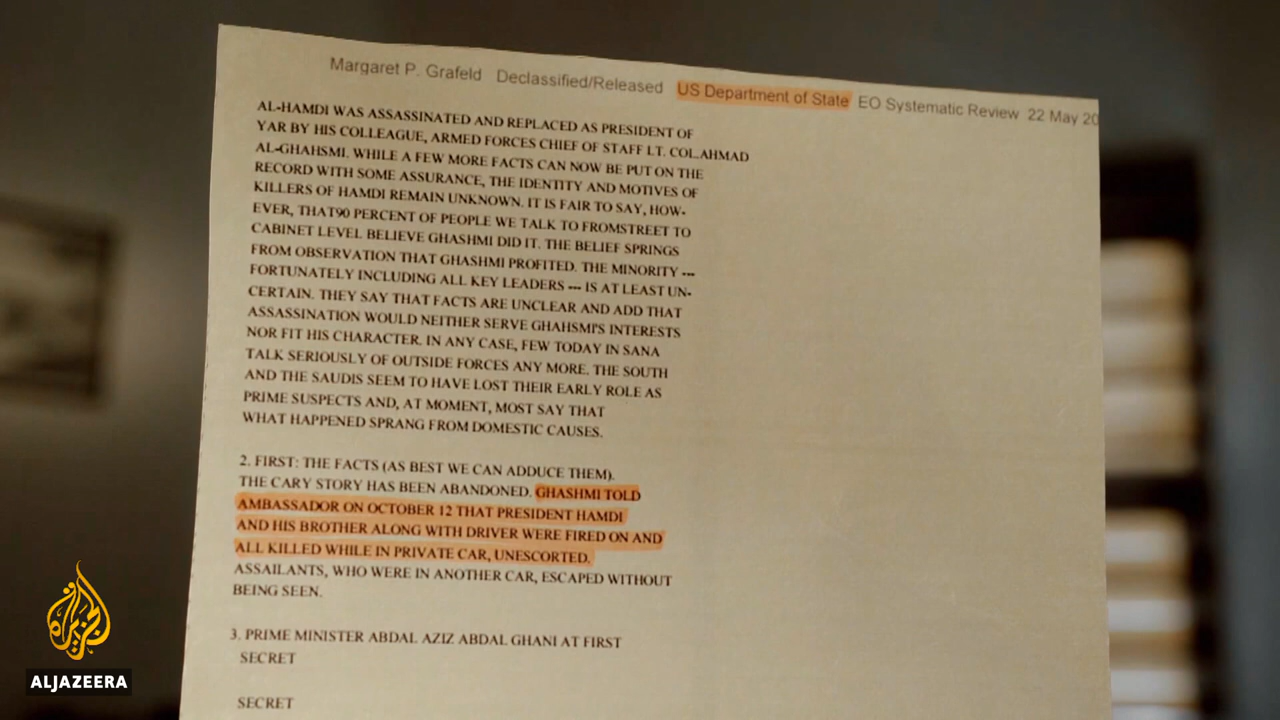 Margaret P. Grafeld Declassified/Released US Department of State EO Systematic Review 22 May 20
AL-HAMDI WAS ASSASSINATED AND REPLACED AS PRESIDENT OF
YAR BY HIS COLLEAGUE, ARMED FORCES CHIEF OF STAFF LT. COL.AHMAD
AL-GHAHSMI. WHILE A FEW MORE FACTS CAN NOW BE PUT ON THE
RECORD WITH SOME ASSURANCE, THE IDENTITY AND MOTIVES OF
KILLERS OF HAMDI REMAIN UNKNOWN. IT IS FAIR TO SAY, HOW-
EVER, THAT90 PERCENT OF PEOPLE WE TALK TO FROMSTREET TO
CABINET LEVEL BELIEVE GHASHMI DID IT. THE BELIEF SPRINGS
FROM OBSERVATION THAT GHASHMI PROFITED. THE MINORITY ---
FORTUNATELY INCLUDING ALL KEY LEADERS --- IS AT LEAST UN-
CERTAIN. THEY SAY THAT FACTS ARE UNCLEAR AND ADD THAT
ASSASSINATION WOULD NEITHER SERVE GHAHSMI'S INTERESTS
NOR FIT HIS CHARACTER. IN ANY CASE, FEW TODAY IN SANA
TALK SERIOUSLY OF OUTSIDE FORCES ANY MORE. THE SOUTH
AND THE SAUDIS SEEM TO HAVE LOST THEIR EARLY ROLE AS
PRIME SUSPECTS AND, AT MOMENT, MOST SAY THAT
WHAT HAPPENED SPRANG FROM DOMESTIC CAUSES.
2. FIRST: THE FACTS (AS BEST WE CAN ADDUCE THEM).
THE CARY STORY HAS BEEN ABANDONED. GHASHMI TOLD
AMBASSADOR ON OCTOBER 12 THAT PRESIDENT HAMDI
AND HIS BROTHER ALONG WITH DRIVER WERE FIRED ON AND
ALL KILLED WHILE IN PRIVATE CAR, UNESCORTED.
ASSAILANTS, WHO WERE IN ANOTHER CAR, ESCAPED WITHOUT
BEING SEEN.
3. PRIME MINISTER ABDAL AZIZ ABDAL GHANI AT FIRST
SECRET
SECRET
الجزيرة
ALJAZEERA